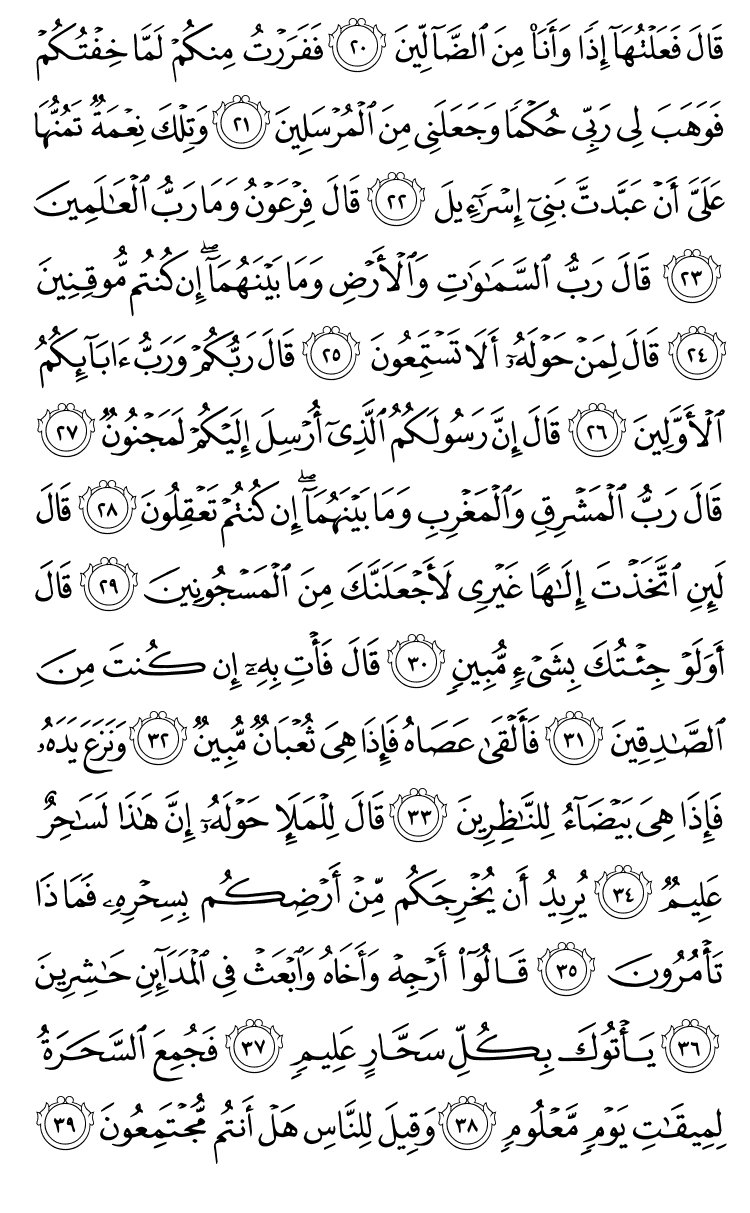 قَالَ فَعَلۡتُهَآ إِذٗا وَأَنَا۠ مِنَ ٱلضَّآلِّينَ ٢٠ فَفَرَرۡتُ مِنكُمۡ لَمَّا خِفۡتُكُمۡ
فَوَهَبَ لِي رَبِّي حُكۡمٗا وَجَعَلَنِي مِنَ ٱلۡمُرۡسَلِينَ ٢١ وَتِلۡكَ نِعۡمَةٞ تَمُنُّهَا
عَلَيَّ أَنۡ عَبَّدتَّ بَنِيٓ إِسۡرَٰٓءِيلَ ٢٢ قَالَ فِرۡعَوۡنُ وَمَا رَبُّ ٱلۡعَٰلَمِينَ
٢٣ قَالَ رَبُّ ٱلسَّمَٰوَٰتِ وَٱلۡأَرۡضِ وَمَا بَيۡنَهُمَآۖ إِن كُنتُم مُّوقِنِينَ
٢٤ قَالَ لِمَنۡ حَوۡلَهُۥٓ أَلَا تَسۡتَمِعُونَ ٢٥ قَالَ رَبُّكُمۡ وَرَبُّ ءَابَآئِكُمُ
ٱلۡأَوَّلِينَ ٢٦ قَالَ إِنَّ رَسُولَكُمُ ٱلَّذِيٓ أُرۡسِلَ إِلَيۡكُمۡ لَمَجۡنُونٞ ٢٧
قَالَ رَبُّ ٱلۡمَشۡرِقِ وَٱلۡمَغۡرِبِ وَمَا بَيۡنَهُمَآۖ إِن كُنتُمۡ تَعۡقِلُونَ ٢٨ قَالَ
لَئِنِ ٱتَّخَذۡتَ إِلَٰهًا غَيۡرِي لَأَجۡعَلَنَّكَ مِنَ ٱلۡمَسۡجُونِينَ ٢٩ قَالَ
أَوَلَوۡ جِئۡتُكَ بِشَيۡءٖ مُّبِينٖ ٣٠ قَالَ فَأۡتِ بِهِۦٓ إِن كُنتَ مِنَ
ٱلصَّٰدِقِينَ ٣١ فَأَلۡقَىٰ عَصَاهُ فَإِذَا هِيَ ثُعۡبَانٞ مُّبِينٞ ٣٢ وَنَزَعَ يَدَهُۥ
فَإِذَا هِيَ بَيۡضَآءُ لِلنَّٰظِرِينَ ٣٣ قَالَ لِلۡمَلَإِ حَوۡلَهُۥٓ إِنَّ هَٰذَا لَسَٰحِرٌ
عَلِيمٞ ٣٤ يُرِيدُ أَن يُخۡرِجَكُم مِّنۡ أَرۡضِكُم بِسِحۡرِهِۦ فَمَاذَا
تَأۡمُرُونَ ٣٥ قَالُوٓاْ أَرۡجِهۡ وَأَخَاهُ وَٱبۡعَثۡ فِي ٱلۡمَدَآئِنِ حَٰشِرِينَ
٣٦ يَأۡتُوكَ بِكُلِّ سَحَّارٍ عَلِيمٖ ٣٧ فَجُمِعَ ٱلسَّحَرَةُ
لِمِيقَٰتِ يَوۡمٖ مَّعۡلُومٖ ٣٨ وَقِيلَ لِلنَّاسِ هَلۡ أَنتُم مُّجۡتَمِعُونَ ٣٩